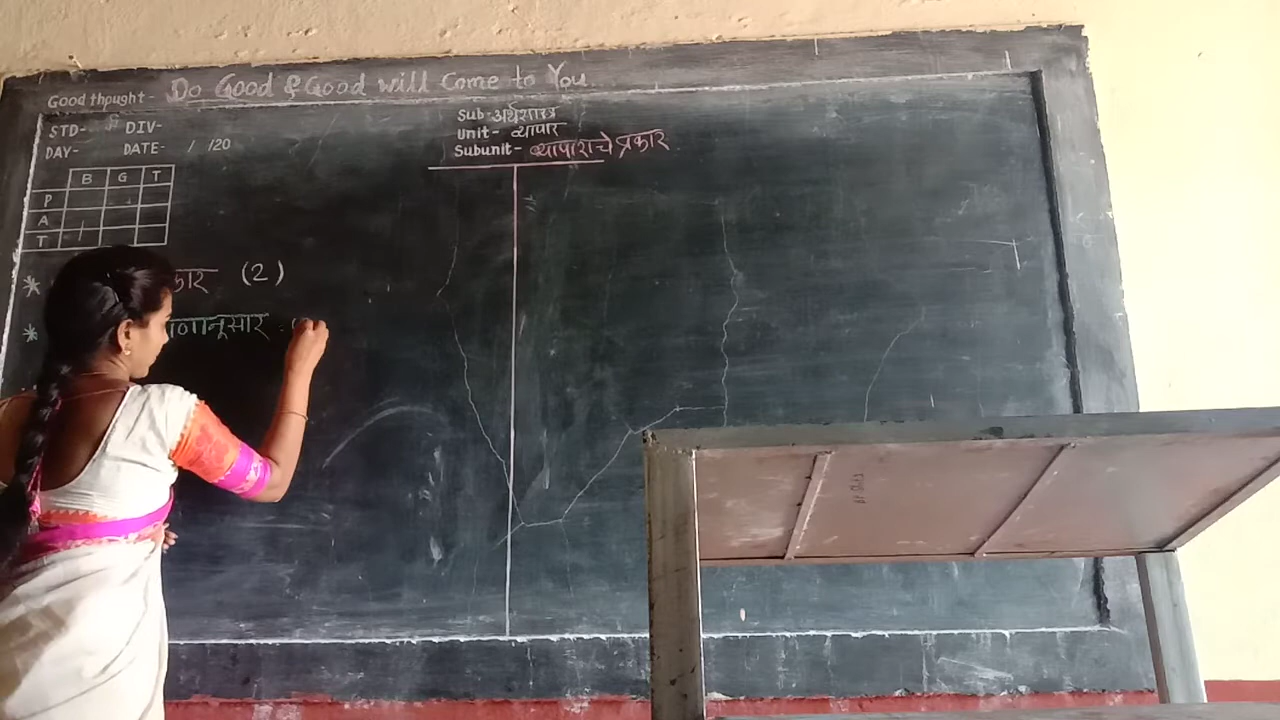 Good thought - Do Good & Good will Come to You.
STD- DIV-
DAY- DATE- / /20
B G T
P
A
T
Sub- अर्थशास्त्र
Unit- व्यापार
Subunit- व्यापाराचे प्रकार.
* (2)
*